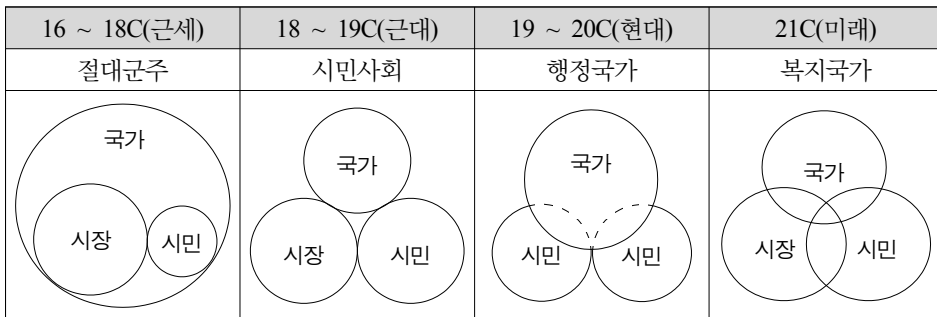 16 ~ 18C(근세) 18 ~ 19C(근대) 19 ~ 20C(현대) 21C(미래)
절대군주 시민사회 행정국가 복지국가
국가
시장 시민
국가
시장 시민
국가
시민 시민
국가
시장 시민